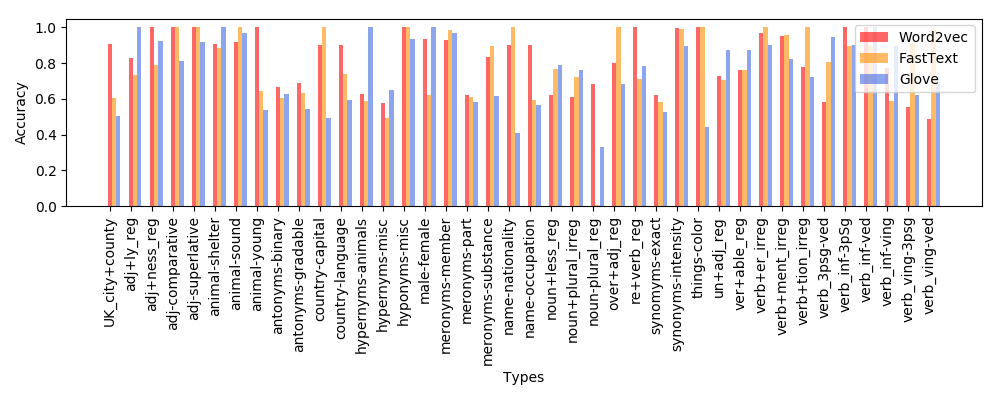 Word2vec
FastText
Glove
Accuracy
1.0
0.8
0.6
0.4
0.2
0.0
UK_city+county
adj+ly_reg
adj+ness_reg
adj-comparative
adj-superlative
animal-shelter
animal-sound
animal-young
antonyms-binary
antonyms-gradable
country-capital
country-language
hypernyms-animals
hypernyms-misc
hyponyms-misc
male-female
meronyms-member
meronyms-part
meronyms-substance
name-nationality
name-occupation
noun+less_reg
noun+plural_irreg
noun-plural_reg
over+adj_reg
re+verb_reg
synomyms-exact
synonyms-intensity
things-color
un+adj_reg
ver+able_reg
verb+er_irreg
verb+ment_irreg
verb+tion_irreg
verb_3psg-ved
verb_inf-3pSg
verb_inf-ved
verb_inf-ving
verb_ving-3psg
verb_ving-ved
Types